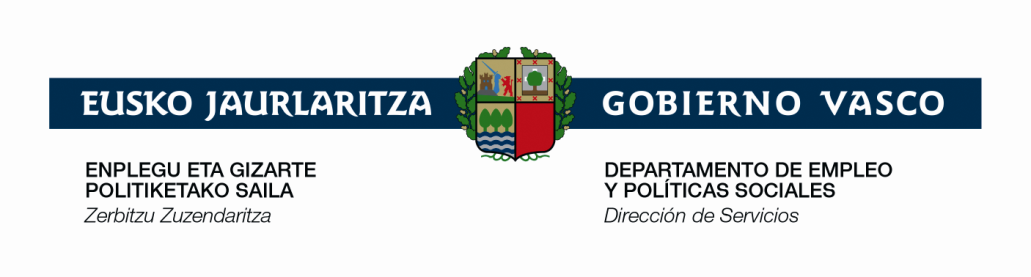 EUSKO JAURLARITZA
GOBIERNO VASCO
ENPLEGU ETA GIZARTE
POLITIKETAKO SAILA
Zerbitzu Zuzendaritza
DEPARTAMENTO DE EMPLEO
Y POLÍTICAS SOCIALES
Dirección de Servicios